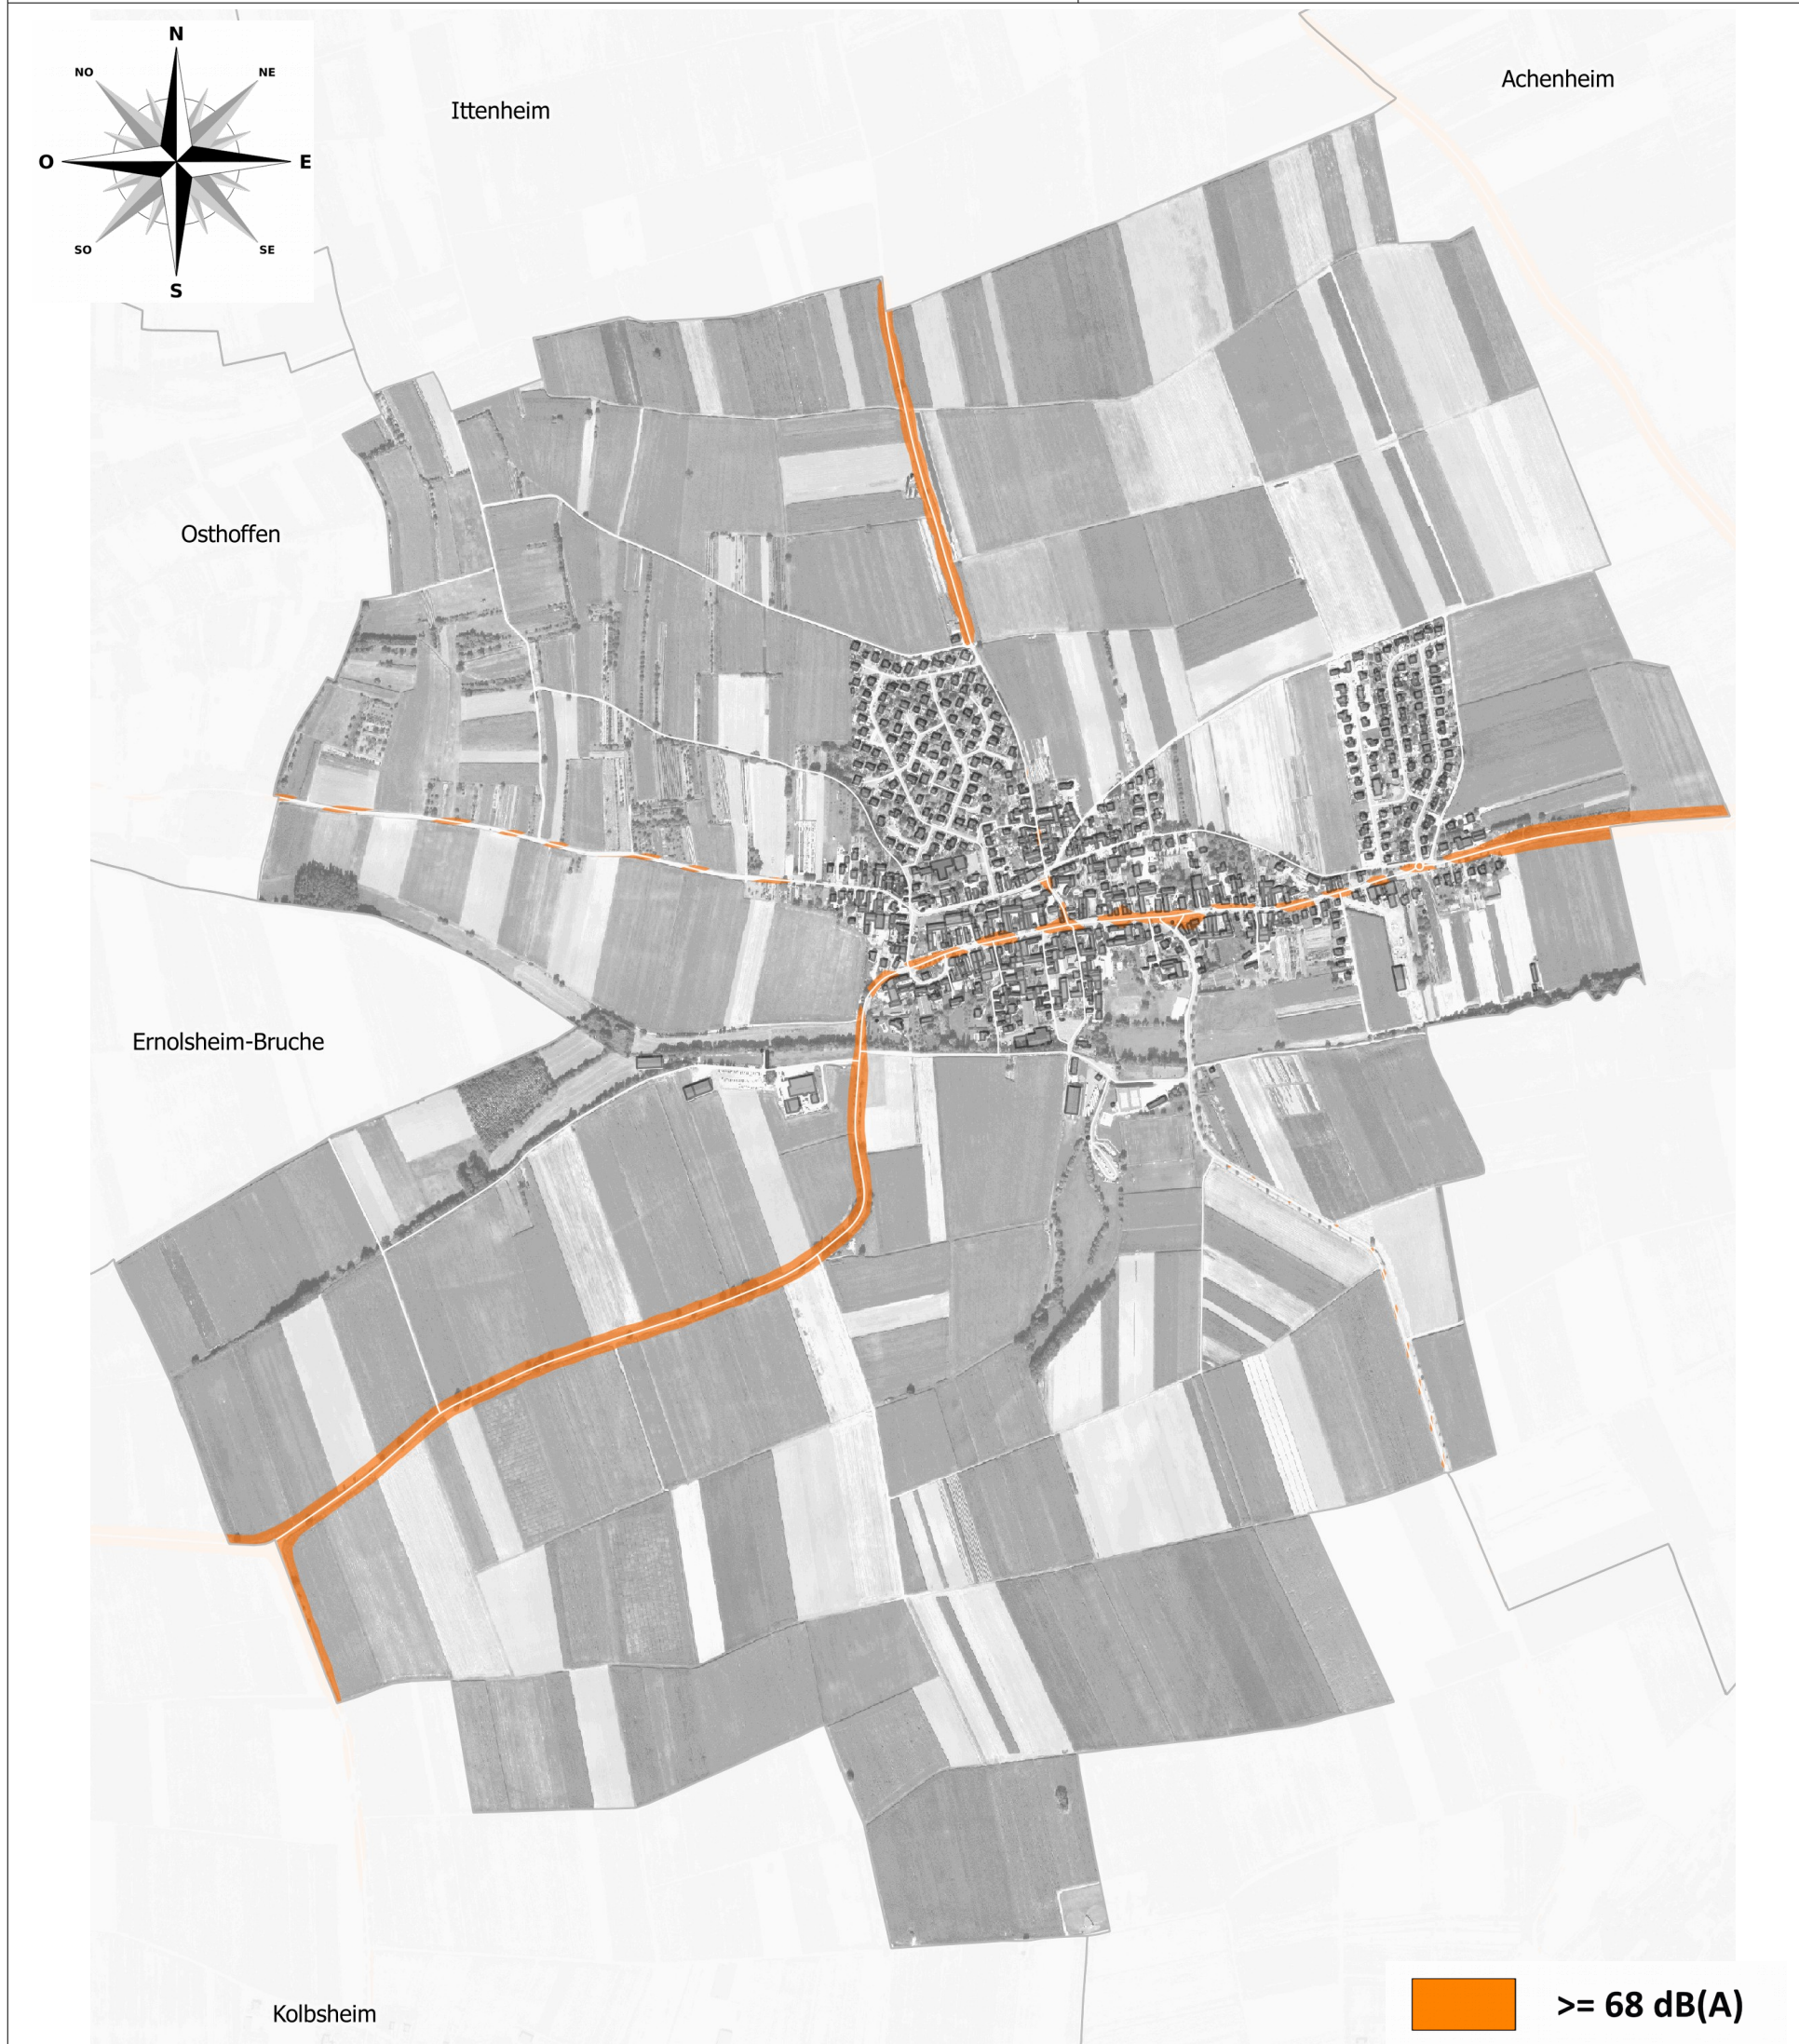 N
NO
NE
O
E
SO
SE
S
Ittenheim
Achenheim
Osthoffen
Ernolsheim-Bruche
Kolbsheim
>= 68 dB(A)